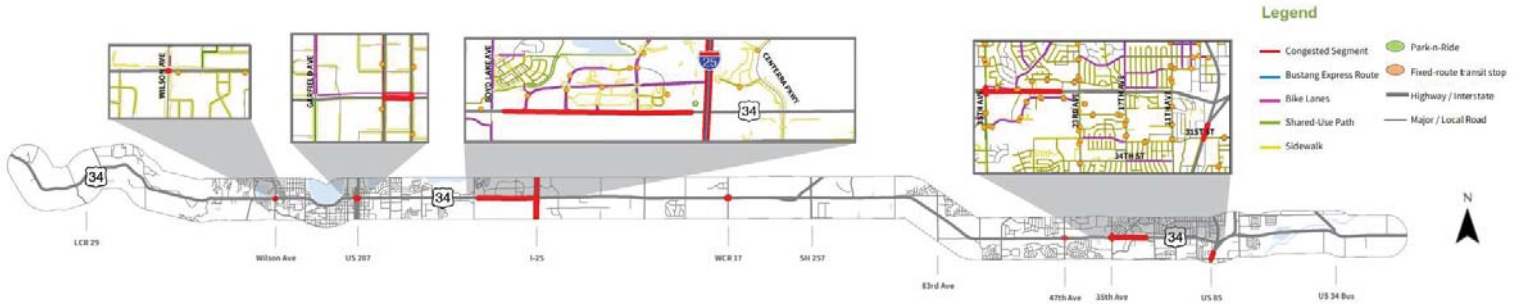 Legend
Congested Segment
Bustang Express Route
Bike Lanes
Shared-Use Path
Sidewalk
Park-n-Ride
Fixed-route transit stop
Highway / Interstate
Major / Local Road
WILSON AVE
GARFIELD AVE
BOYD LAKE AVE
25
CENTERRA PKWY
34
35TH AVE
23RD AVE
17TH AVE
11TH AVE
31ST ST
34TH ST
34
34
34
N
LCR 29
Wilson Ave
US 287
I-25
WCR 17
SH 257
83rd Ave
47th Ave
35th Ave
US 85
US 34 Bus